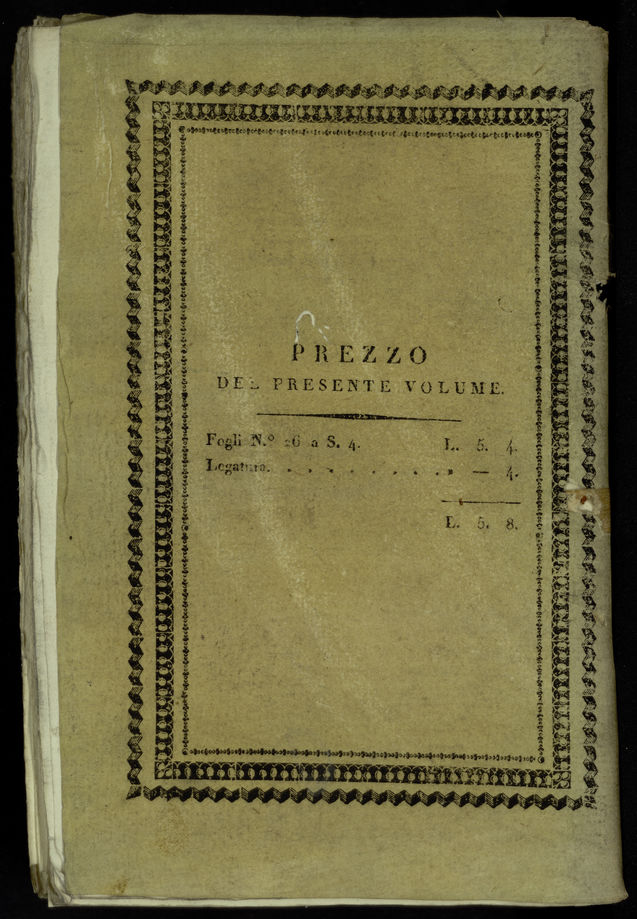 PREZZO
DEL PRESENTE VOLUME.
Fogli N.º 26 a S. 4. L. 5. 4.
Legatura. . . . . . . . . . — 4.
L. 5. 8.